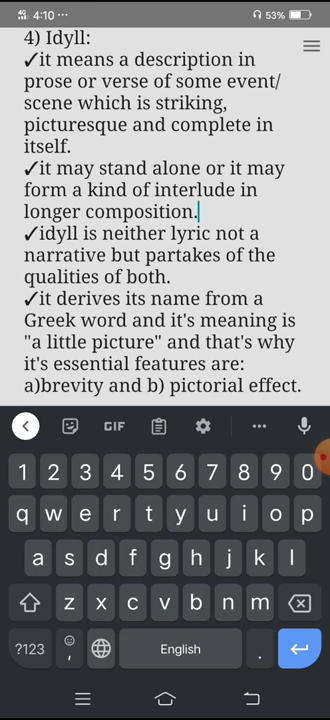 4G 4:10 ... 53%
4) Idyll:
✓it means a description in
prose or verse of some event/
scene which is striking,
picturesque and complete in
itself.
✓it may stand alone or it may
form a kind of interlude in
longer composition.
✓idyll is neither lyric not a
narrative but partakes of the
qualities of both.
✓it derives its name from a
Greek word and it's meaning is
"a little picture" and that's why
it's essential features are:
a)brevity and b) pictorial effect.
GIF
1 2 3 4 5 6 7 8 9 0
q w e r t y u i o p
a s d f g h j k l
z x c v b n m
?123 , English .